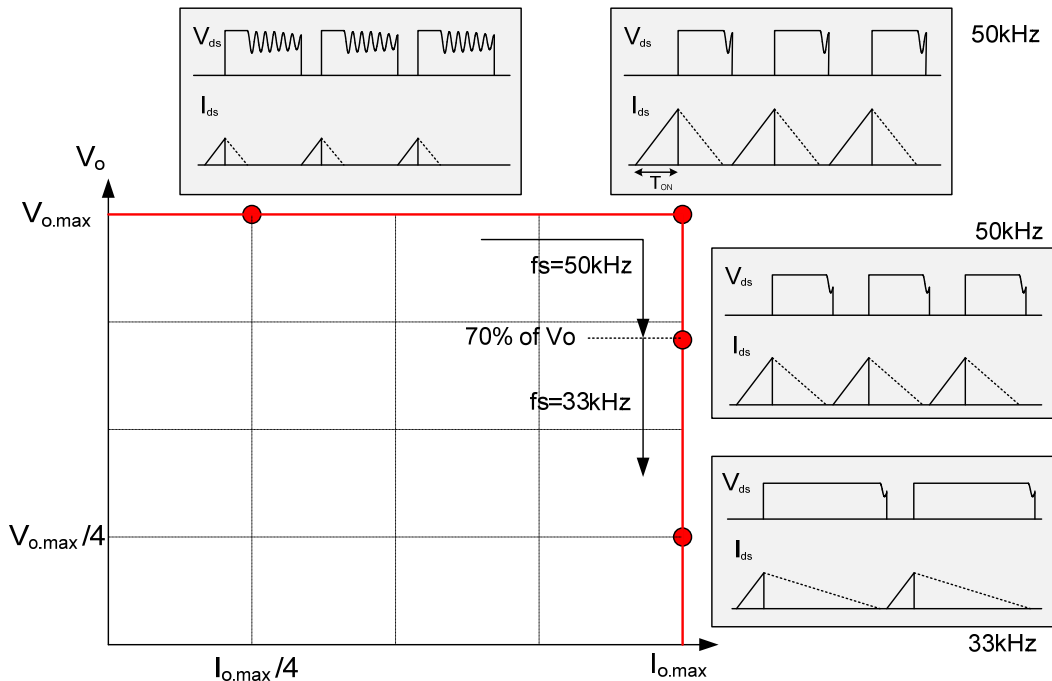 Vds
Ids
Vds
50kHz
Ids
TON
Vo
Vo.max
50kHz
fs=50kHz
Vds
70% of Vo
Ids
fs=33kHz
Vds
Vo.max/4
Ids
33kHz
Io.max/4
Io.max